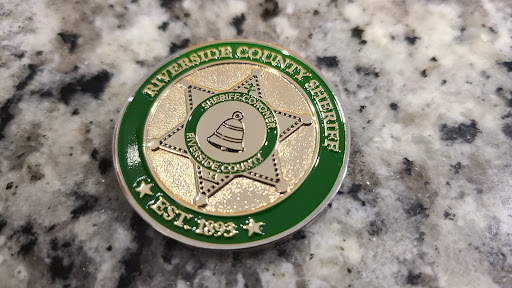 RIVERSIDE COUNTY SHERIFF
SHERIFF-CORONER
RIVERSIDE COUNTY
EST. 1893